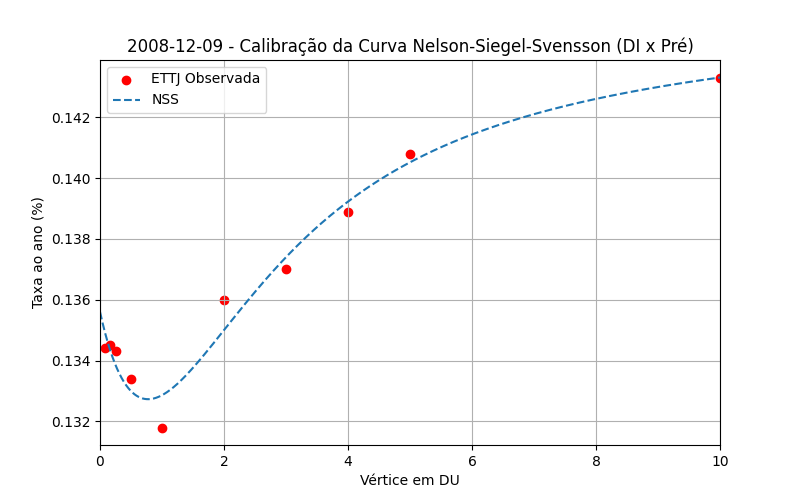 2008-12-09 - Calibração da Curva Nelson-Siegel-Svensson (DI x Pré)
ETTJ Observada
NSS
Taxa ao ano (%)
0.142
0.140
0.138
0.136
0.134
0.132
0 2 4 6 8 10
Vértice em DU